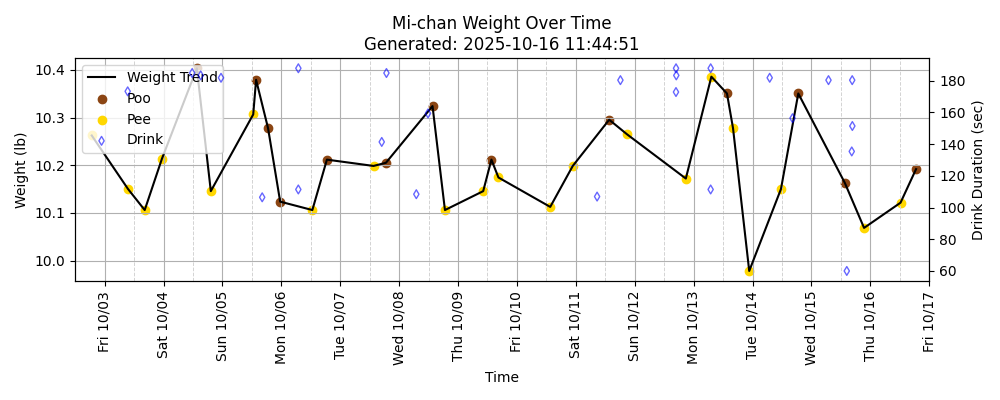 Mi-chan Weight Over Time
Generated: 2025-10-16 11:44:51
Weight (lb)
10.4
10.3
10.2
10.1
10.0
Weight Trend
Poo
Pee
Drink
180
160
140
120
100
80
60
Drink Duration (sec)
Fri 10/03
Sat 10/04
Sun 10/05
Mon 10/06
Tue 10/07
Wed 10/08
Thu 10/09
Fri 10/10
Sat 10/11
Sun 10/12
Mon 10/13
Tue 10/14
Wed 10/15
Thu 10/16
Fri 10/17
Time